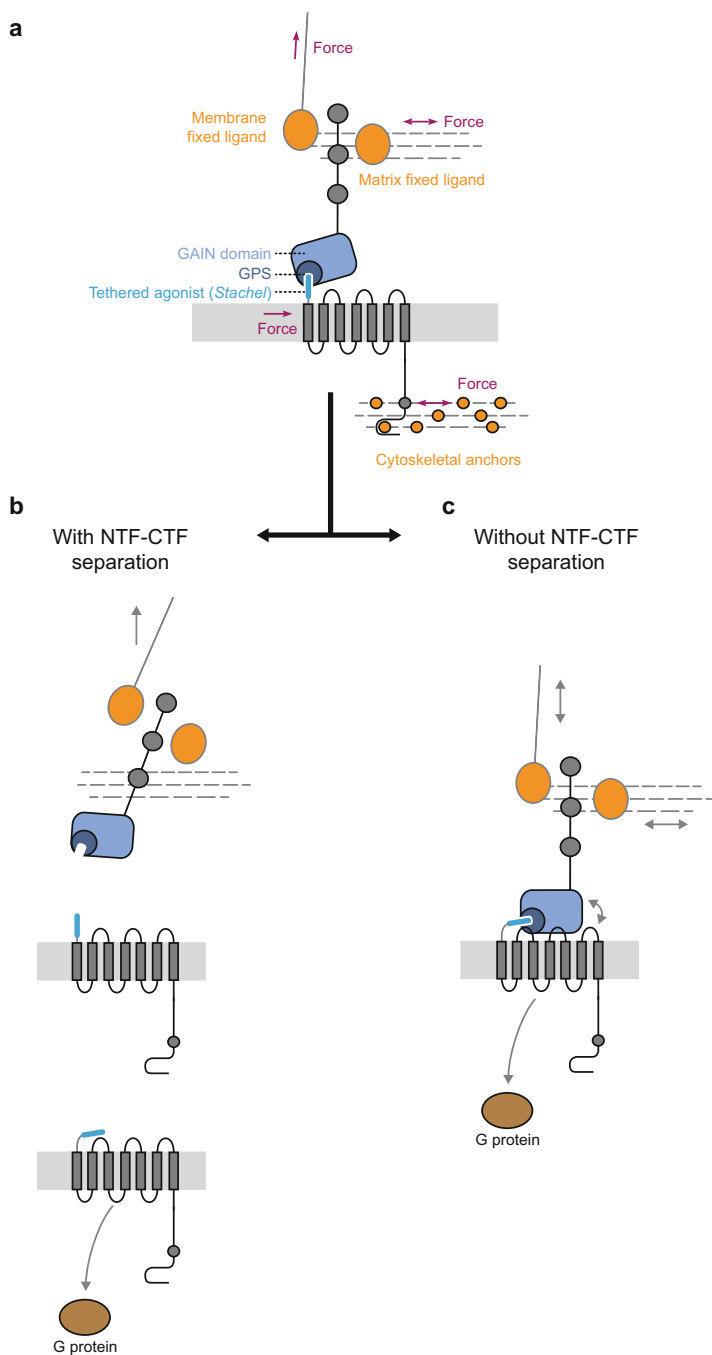 a
Force
Membrane
fixed ligand
Force
Matrix fixed ligand
GAIN domain
GPS
Tethered agonist (Stachel)
Force
Force
Cytoskeletal anchors
b
With NTF-CTF
separation
c
Without NTF-CTF
separation
G protein
G protein